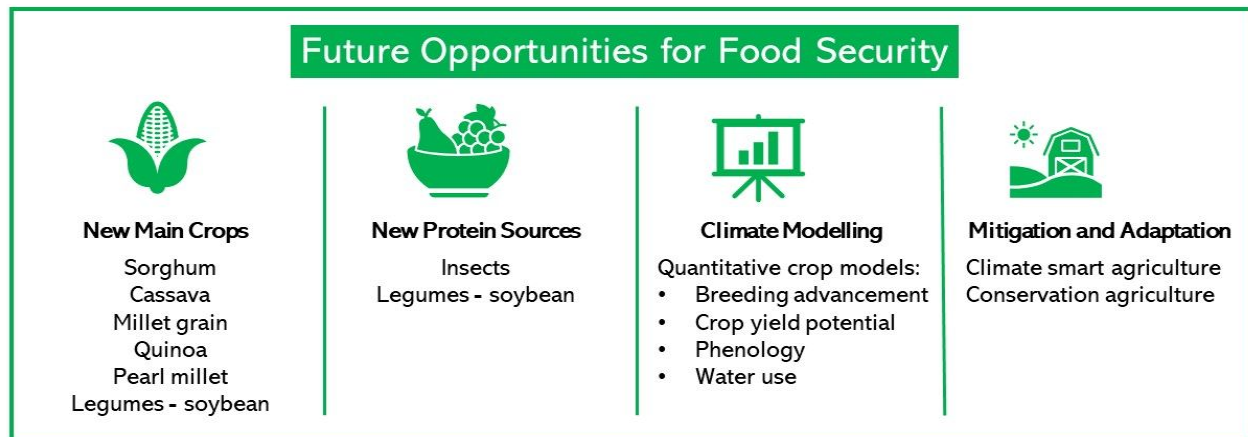 Future Opportunities for Food Security
New Main Crops
Sorghum
Cassava
Millet grain
Quinoa
Pearl millet
Legumes - soybean
New Protein Sources
Insects
Legumes - soybean
Climate Modelling
Quantitative crop models:
• Breeding advancement
• Crop yield potential
• Phenology
• Water use
Mitigation and Adaptation
Climate smart agriculture
Conservation agriculture